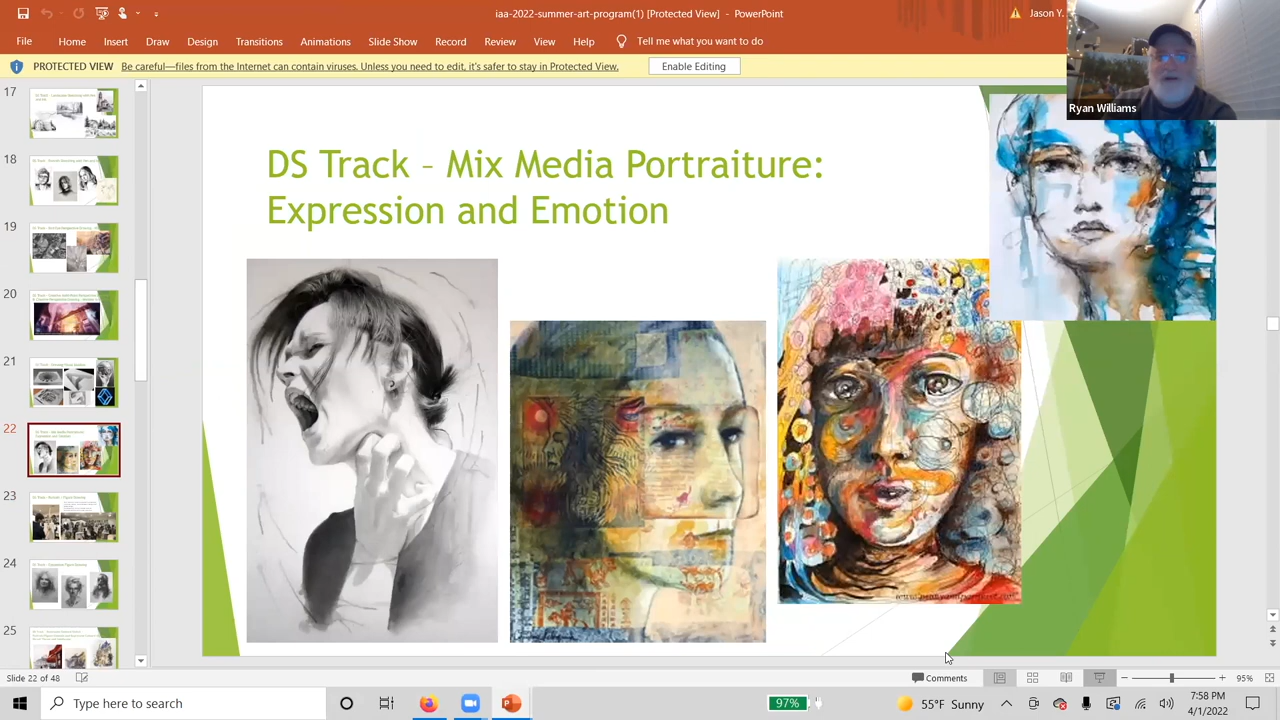 iaa-2022-summer-art-program(1) [Protected View] - PowerPoint
Jason Y.
File Home Insert Draw Design Transitions Animations Slide Show Record Review View Help Tell me what you want to do
PROTECTED VIEW Be careful—files from the Internet can contain viruses. Unless you need to edit, it's safer to stay in Protected View. Enable Editing
Ryan Williams
17
18
19
20
21
22
23
24
25
DS Track – Mix Media Portraiture:
Expression and Emotion
Slide 22 of 48
Comments
95%
Type here to search
97%
55°F Sunny
7:58 PM
4/1/2022